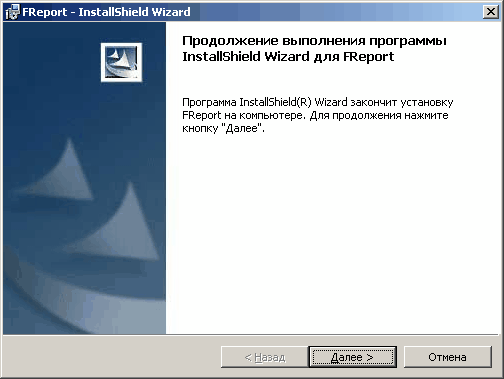 FReport - InstallShield Wizard
Продолжение выполнения программы
InstallShield Wizard для FReport
Программа InstallShield(R) Wizard закончит установку
FReport на компьютере. Для продолжения нажмите
кнопку "Далее".
< Назад
Далее >
Отмена